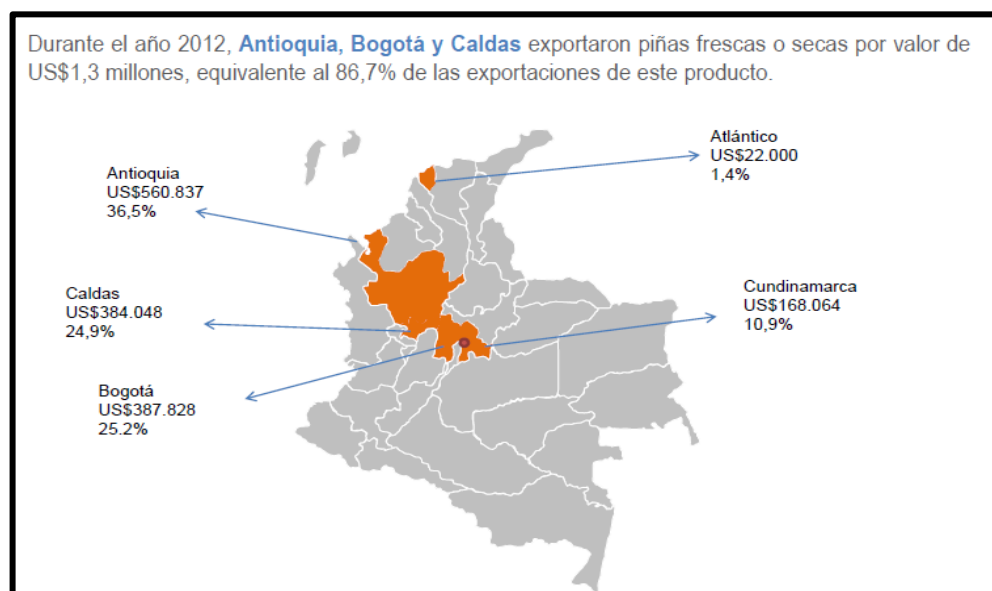 Durante el año 2012, Antioquia, Bogotá y Caldas exportaron piñas frescas o secas por valor de
US$1,3 millones, equivalente al 86,7% de las exportaciones de este producto.
Atlántico
US$22.000
1,4%
Antioquia
US$560.837
36,5%
Cundinamarca
US$168.064
10,9%
Caldas
US$384.048
24,9%
Bogotá
US$387.828
25.2%